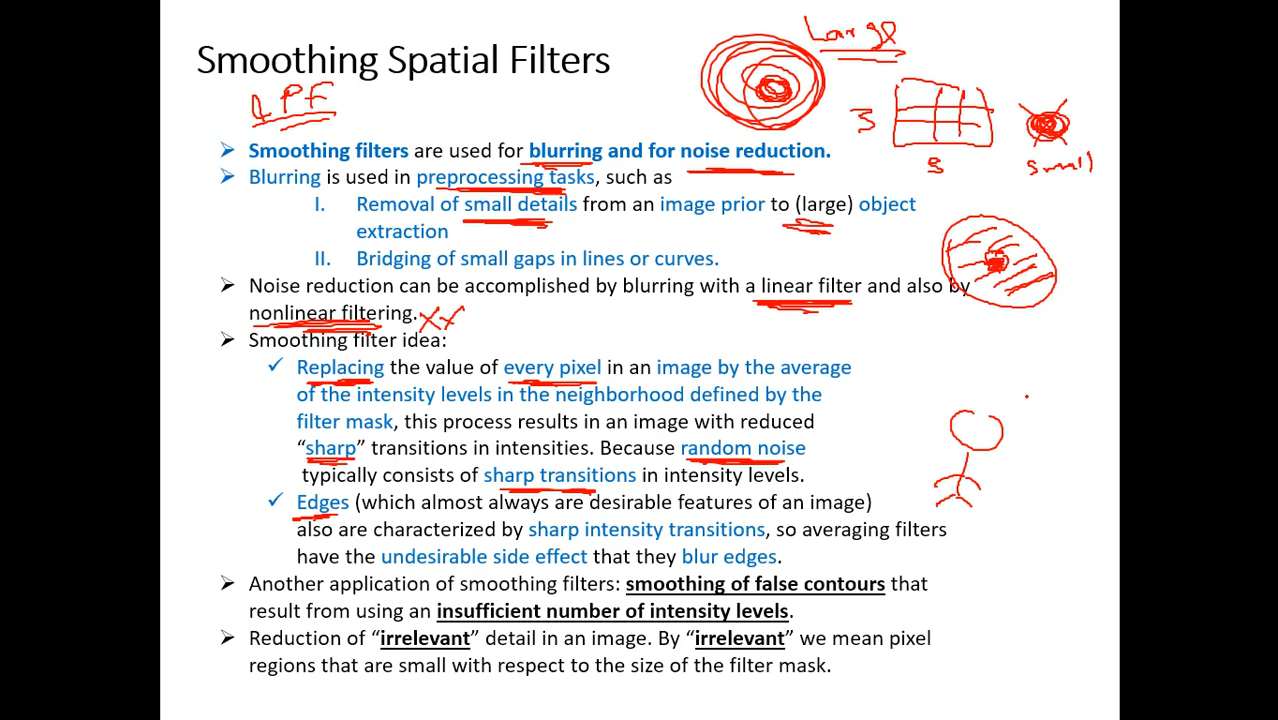 Smoothing Spatial Filters
Large
LPF
3
3
small
➤ Smoothing filters are used for blurring and for noise reduction.
➤ Blurring is used in preprocessing tasks, such as
I. Removal of small details from an image prior to (large) object
extraction
II. Bridging of small gaps in lines or curves.
➤ Noise reduction can be accomplished by blurring with a linear filter and also by
nonlinear filtering. XX
➤ Smoothing filter idea:
✓ Replacing the value of every pixel in an image by the average
of the intensity levels in the neighborhood defined by the
filter mask, this process results in an image with reduced
“sharp” transitions in intensities. Because random noise
typically consists of sharp transitions in intensity levels.
✓ Edges (which almost always are desirable features of an image)
also are characterized by sharp intensity transitions, so averaging filters
have the undesirable side effect that they blur edges.
➤ Another application of smoothing filters: smoothing of false contours that
result from using an insufficient number of intensity levels.
➤ Reduction of “irrelevant” detail in an image. By “irrelevant” we mean pixel
regions that are small with respect to the size of the filter mask.